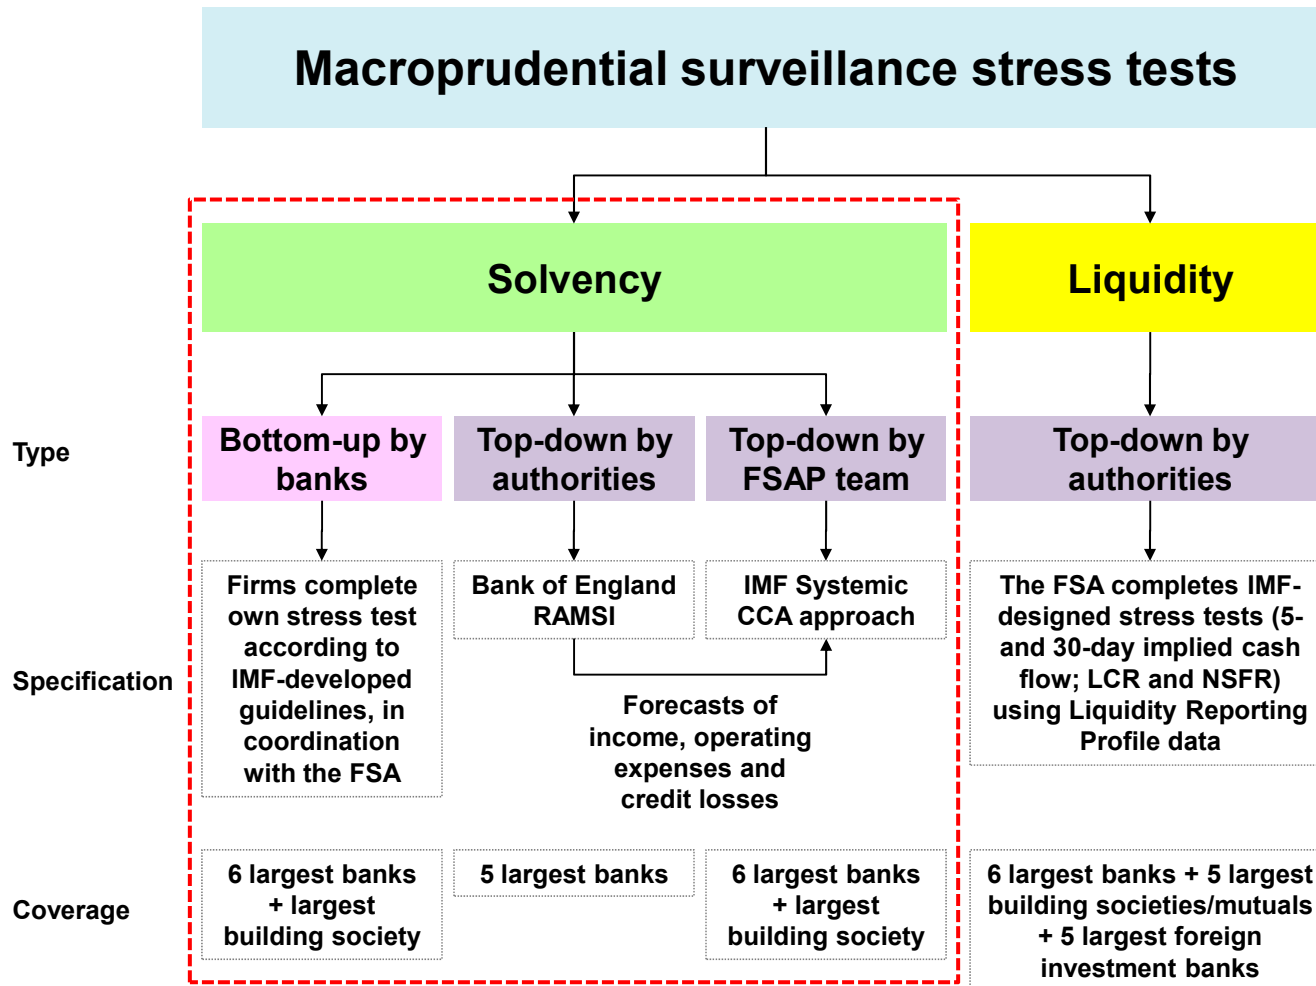 Macroprudential surveillance stress tests
Solvency
Liquidity
Type
Bottom-up by
banks
Top-down by
authorities
Top-down by
FSAP team
Top-down by
authorities
Specification
Firms complete
own stress test
according to
IMF-developed
guidelines, in
coordination
with the FSA
Bank of England
RAMSI
IMF Systemic
CCA approach
Forecasts of
income, operating
expenses and
credit losses
The FSA completes IMF-
designed stress tests (5-
and 30-day implied cash
flow; LCR and NSFR)
using Liquidity Reporting
Profile data
Coverage
6 largest banks
+ largest
building society
5 largest banks
6 largest banks
+ largest
building society
6 largest banks + 5 largest
building societies/mutuals
+ 5 largest foreign
investment banks